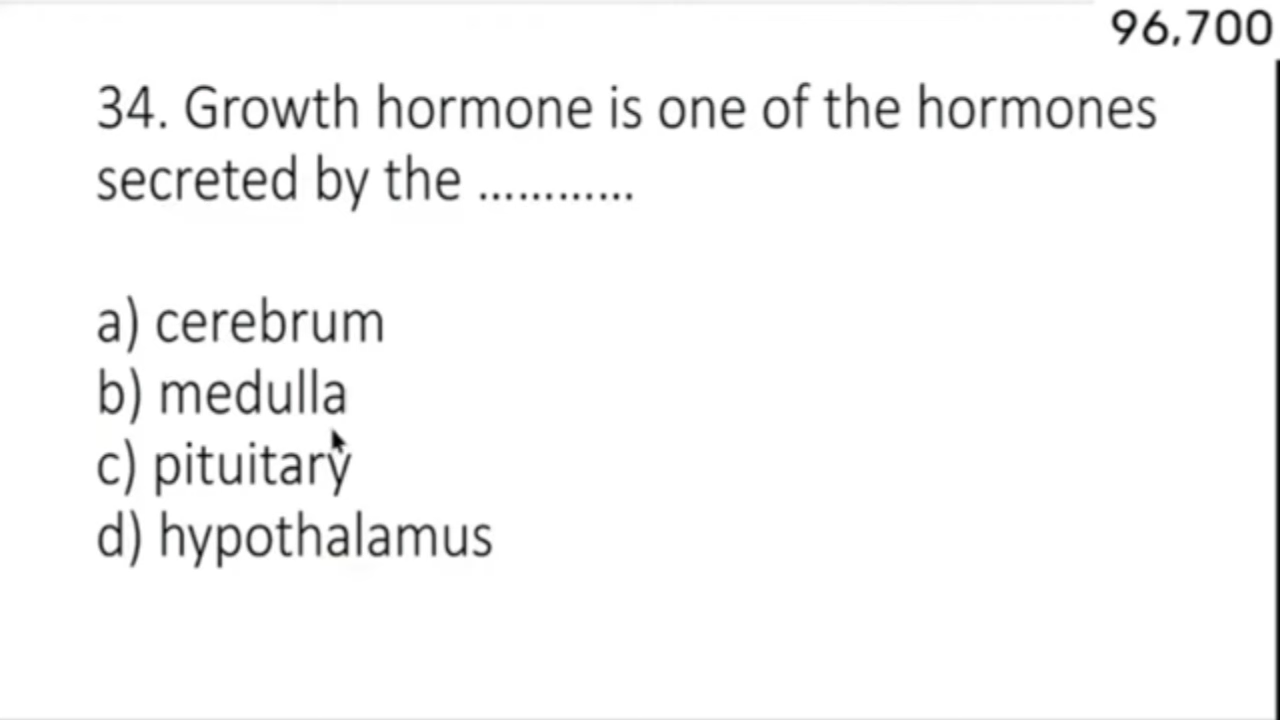 96,700
34. Growth hormone is one of the hormones
secreted by the ............
a) cerebrum
b) medulla
c) pituitary
d) hypothalamus